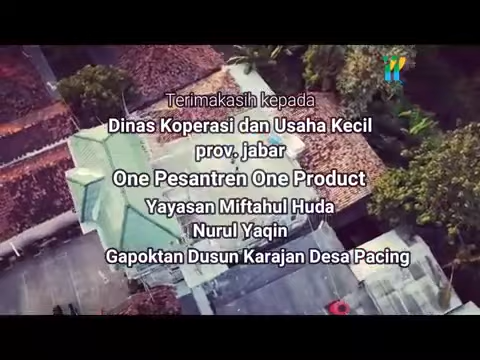 Terimakasih kepada
Dinas Koperasi dan Usaha Kecil
prov. jabar
One Pesantren One Product
Yayasan Miftahul Huda
Nurul Yaqin
Gapoktan Dusun Karajan Desa Pacing